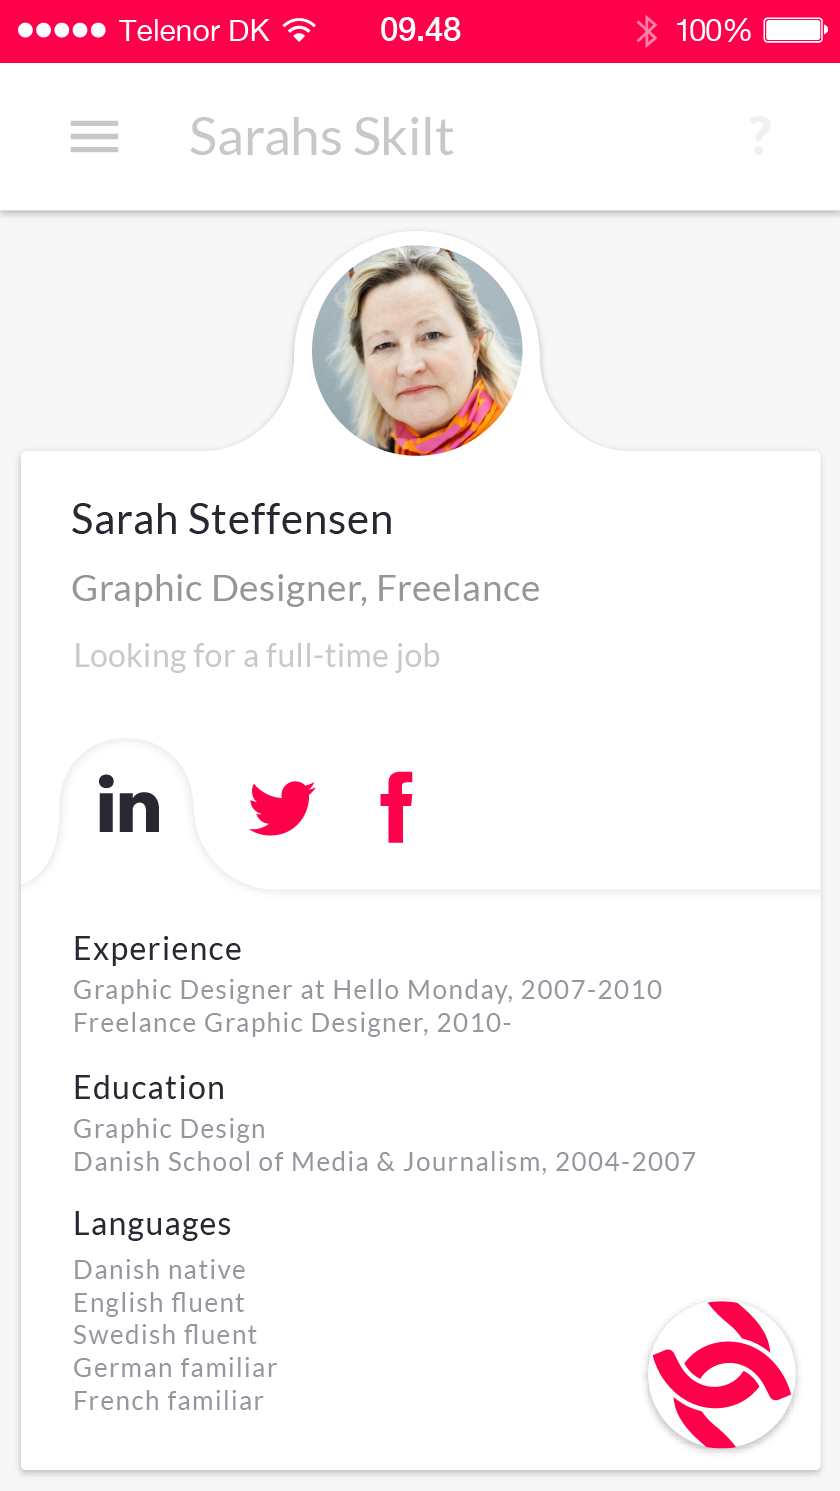 Telenor DK 09.48 100%
Sarahs Skilt ?
Sarah Steffensen
Graphic Designer, Freelance
Looking for a full-time job
in f
Experience
Graphic Designer at Hello Monday, 2007-2010
Freelance Graphic Designer, 2010-
Education
Graphic Design
Danish School of Media & Journalism, 2004-2007
Languages
Danish native
English fluent
Swedish fluent
German familiar
French familiar